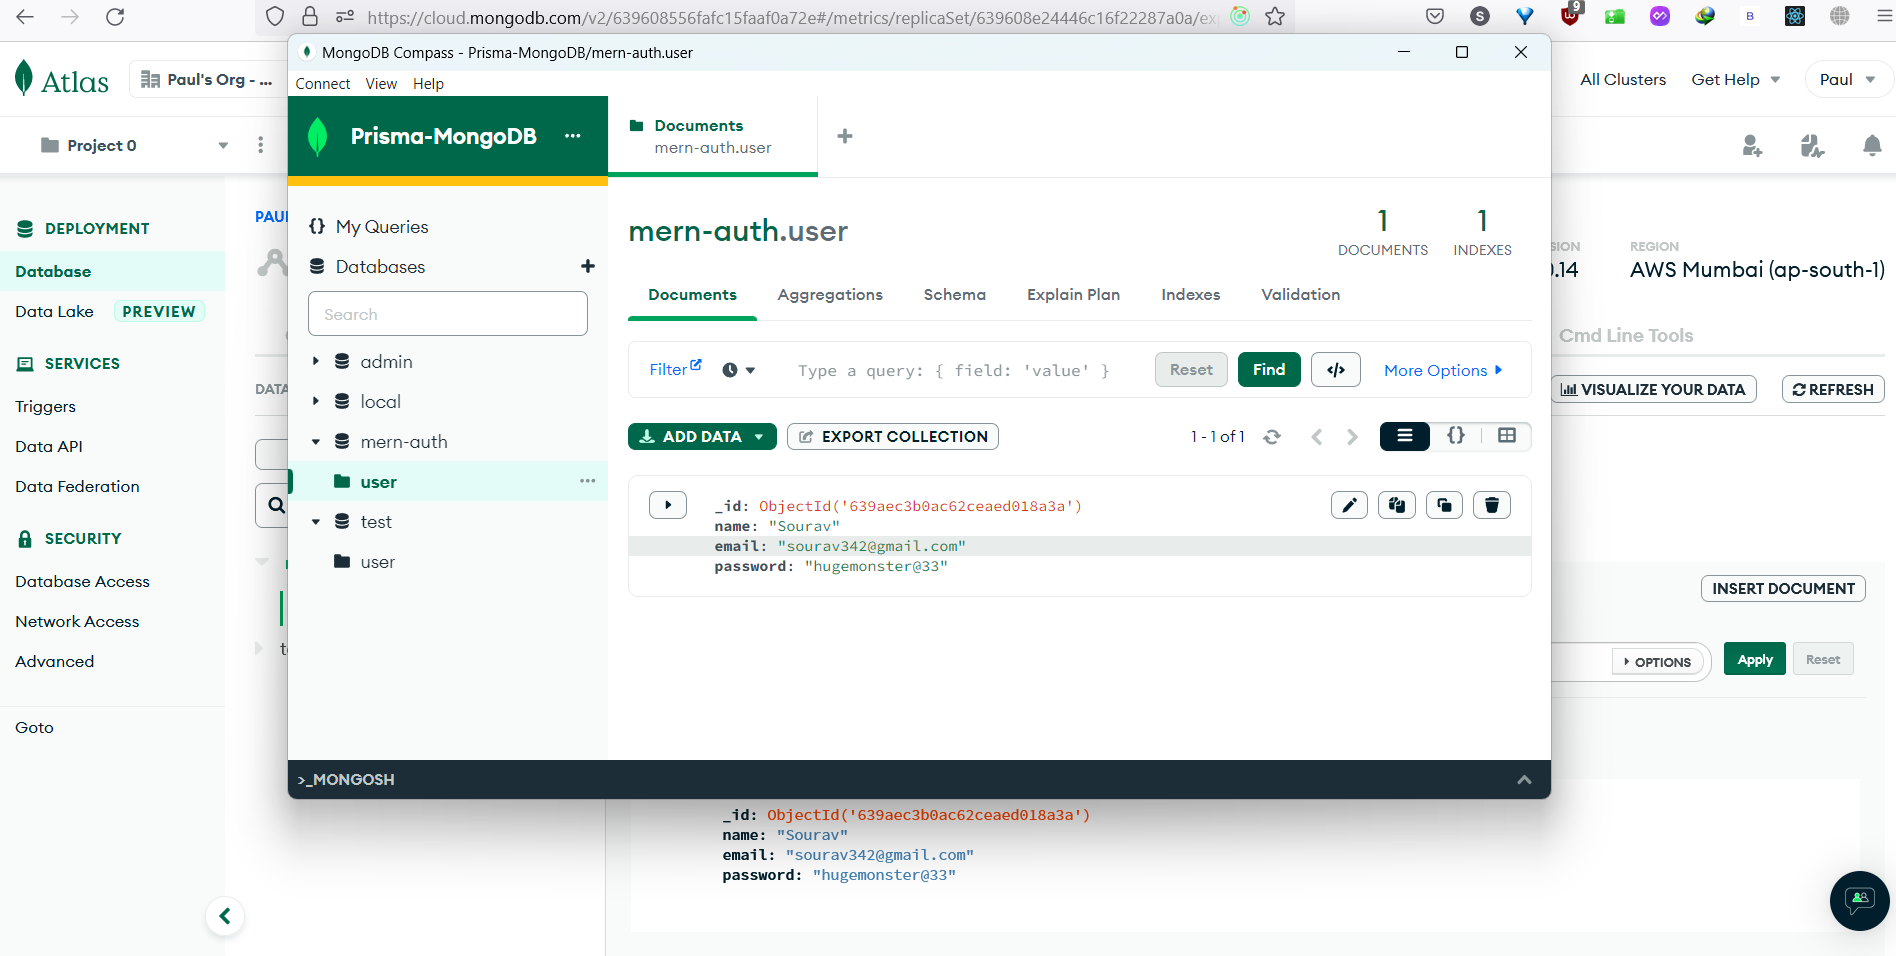 https://cloud.mongodb.com/v2/639608556fafc15faaf0a72e#/metrics/replicaSet/639608e24446c16f22287a0a/ex
S
9
B
Atlas
Paul's Org - ...
All Clusters
Get Help
Paul
Project 0
DEPLOYMENT
Database
Data Lake
PREVIEW
SERVICES
Triggers
Data API
Data Federation
SECURITY
Database Access
Network Access
Advanced
Goto
MongoDB Compass - Prisma-MongoDB/mern-auth.user
Connect View Help
Prisma-MongoDB
...
My Queries
Databases
Search
admin
local
mern-auth
user
test
user
Documents
mern-auth.user
mern-auth.user
1
DOCUMENTS
1
INDEXES
Documents Aggregations Schema Explain Plan Indexes Validation
Filter
Type a query: { field: 'value' }
Reset
Find
</>
More Options
ADD DATA
EXPORT COLLECTION
1 - 1 of 1
{}
_id: ObjectId('639aec3b0ac62ceaed018a3a')
name: "Sourav"
email: "sourav342@gmail.com"
password: "hugemonster@33"
>_MONGOSH
REGION
AWS Mumbai (ap-south-1)
Cmd Line Tools
VISUALIZE YOUR DATA
REFRESH
INSERT DOCUMENT
OPTIONS
Apply
Reset
_id: ObjectId('639aec3b0ac62ceaed018a3a')
name: "Sourav"
email: "sourav342@gmail.com"
password: "hugemonster@33"